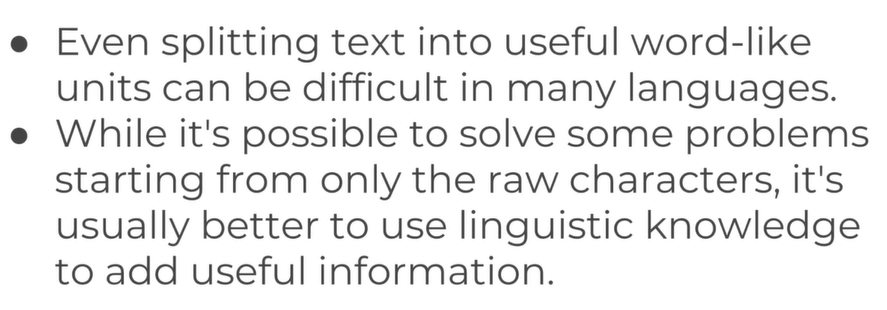 ● Even splitting text into useful word-like
units can be difficult in many languages.
● While it's possible to solve some problems
starting from only the raw characters, it's
usually better to use linguistic knowledge
to add useful information.